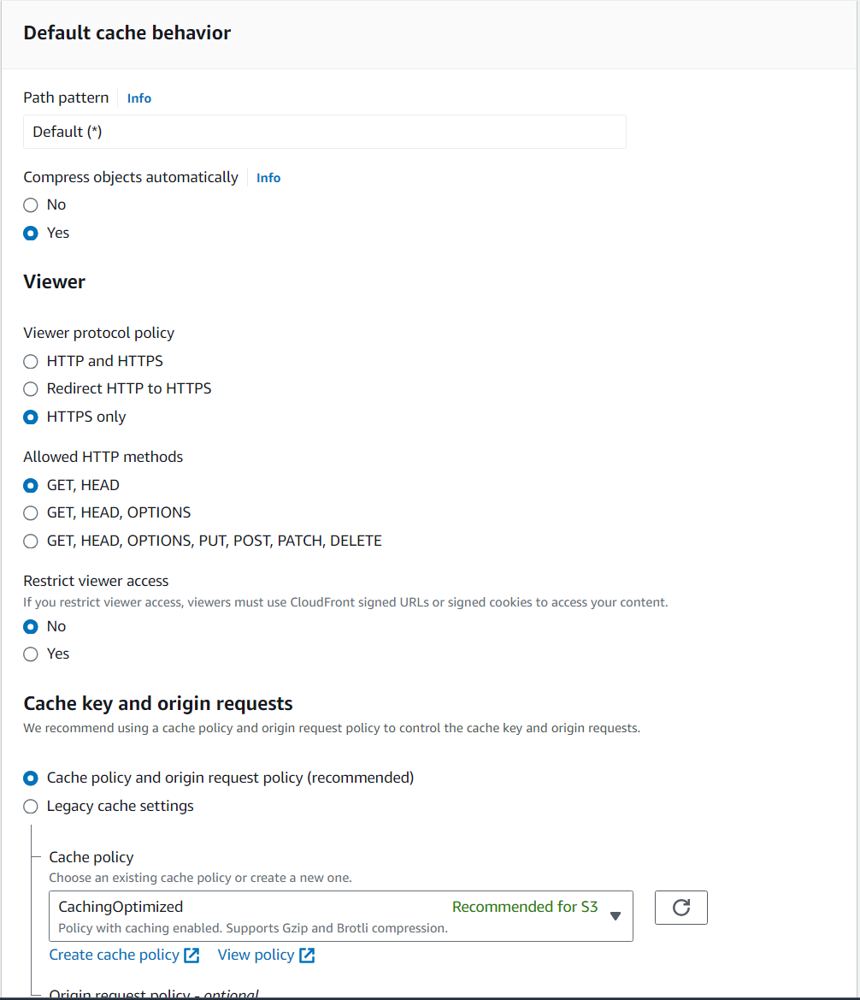 Default cache behavior
Path pattern Info
Default (*)
Compress objects automatically Info
No
Yes
Viewer
Viewer protocol policy
HTTP and HTTPS
Redirect HTTP to HTTPS
HTTPS only
Allowed HTTP methods
GET, HEAD
GET, HEAD, OPTIONS
GET, HEAD, OPTIONS, PUT, POST, PATCH, DELETE
Restrict viewer access
If you restrict viewer access, viewers must use CloudFront signed URLs or signed cookies to access your content.
No
Yes
Cache key and origin requests
We recommend using a cache policy and origin request policy to control the cache key and origin requests.
Cache policy and origin request policy (recommended)
Legacy cache settings
Cache policy
Choose an existing cache policy or create a new one.
CachingOptimized Recommended for S3
Policy with caching enabled. Supports Gzip and Brotli compression.
Create cache policy View policy
Origin request policy - optional